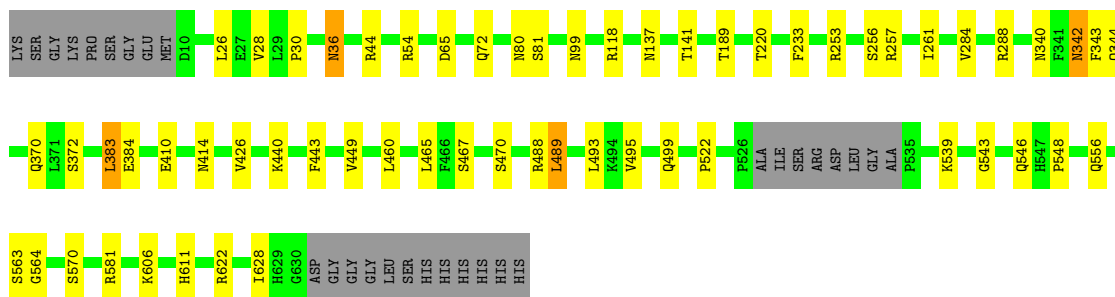 LYS SER GLY LYS PRO SER GLY GLU MET D10 L26 E27 V28 L29 P30 N36 R44 R54 D65 Q72 N80 S81 N99 R118 N137 T141 T189 T220 F233 R253 S256 R257 I261 V284 R288 N340 F341 N342 F343
Q370 L371 S372 L383 E384 E410 N414 V426 K440 F443 V449 L460 L465 F466 S467 S470 R488 L489 L493 K494 V495 Q499 P522 P526 ALA ILE SER ARG ASP LEU GLY ALA P535 K539 G543 Q546 H547 P548 Q556
S563 G564 S570 R581 K606 H611 R622 I628 H629 G630 ASP GLY GLY GLY LEU SER HIS HIS HIS HIS HIS HIS